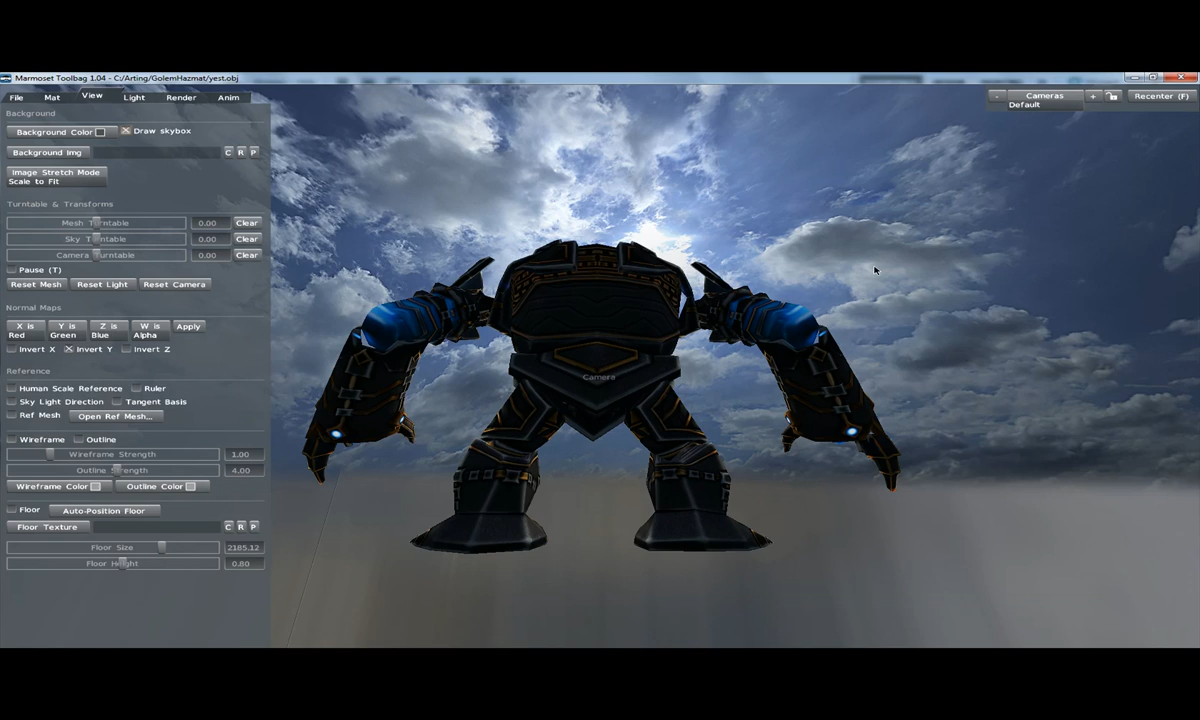 Marmoset Toolbag 1.04 - C:/Arting/GolemHazmat/yest.obj
File Mat View Light Render Anim
- Cameras + Recenter (F)
Default
Background
Background Color Draw skybox
Background Img C R P
Image Stretch Mode
Scale to Fit
Turntable & Transforms
Mesh Turntable 0.00 Clear
Sky Turntable 0.00 Clear
Camera Turntable 0.00 Clear
Pause (T)
Reset Mesh Reset Light Reset Camera
Normal Maps
X is Y is Z is W is Apply
Red Green Blue Alpha
Invert X Invert Y Invert Z
Reference
Camera
Human Scale Reference Ruler
Sky Light Direction Tangent Basis
Ref Mesh Open Ref Mesh...
Wireframe Outline
Wireframe Strength 1.00
Outline Strength 4.00
Wireframe Color Outline Color
Floor Auto-Position Floor
Floor Texture C R P
Floor Size 2185.12
Floor Height 0.80